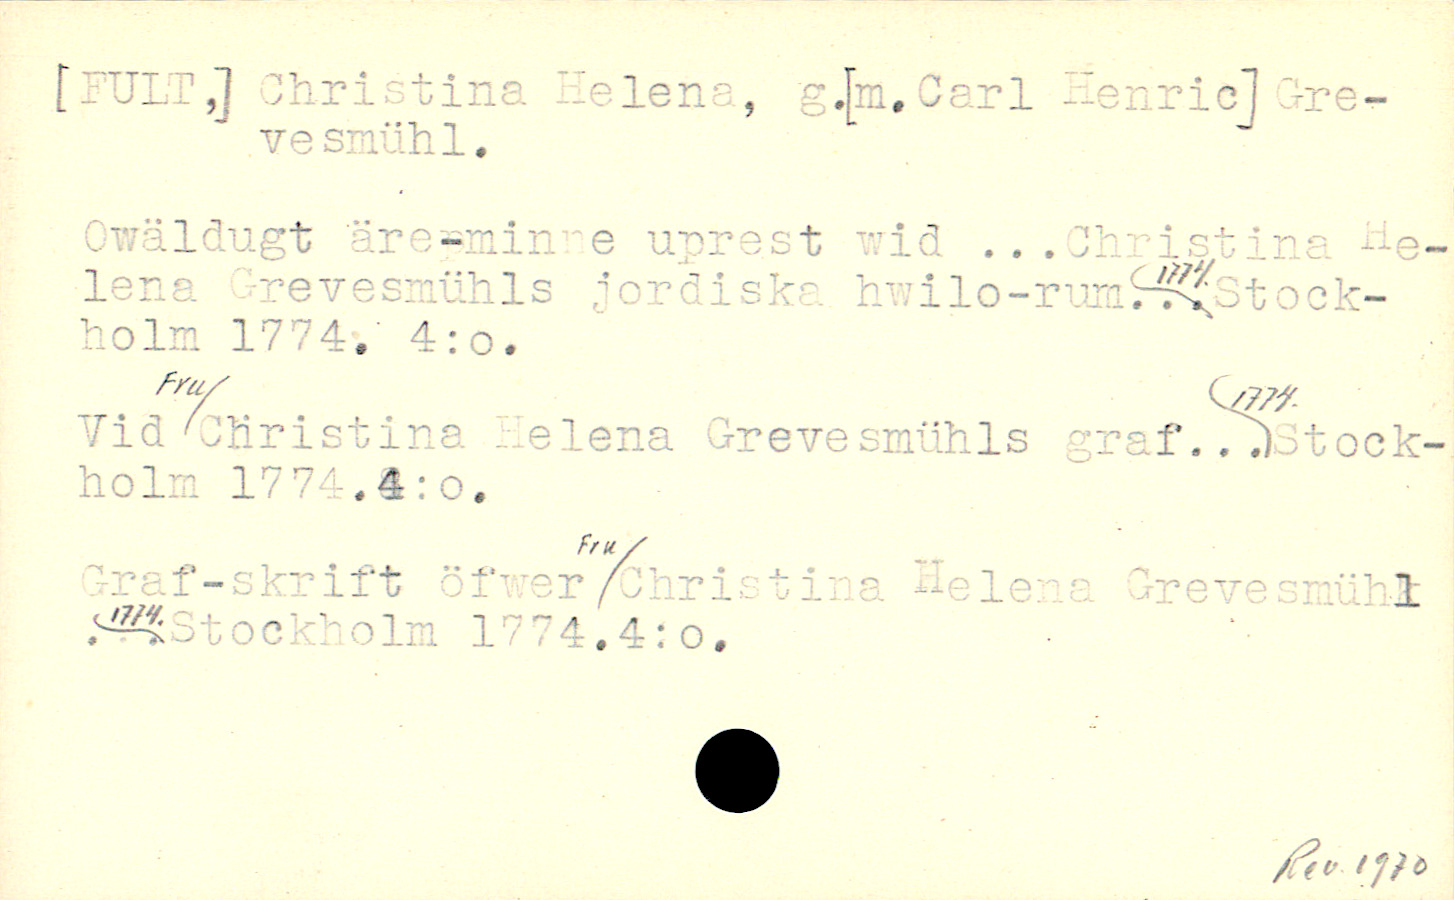 [FULT,] Christina Helena, g.[m. Carl Henric] Gre-
vesmühl.
Owäldugt äre-minne uprest wid ...Christina He-
lena Grevesmühls jordiska hwilo-rum. 1774. ..Stock-
holm 1774. 4:o.
Vid Fru Christina Helena Grevesmühls graf... 1774. Stock-
holm 1774.4:o.
Graf-skrift öfwer Fru Christina Helena Grevesmühl
... 1774. Stockholm 1774.4:o.
Rev. 1970